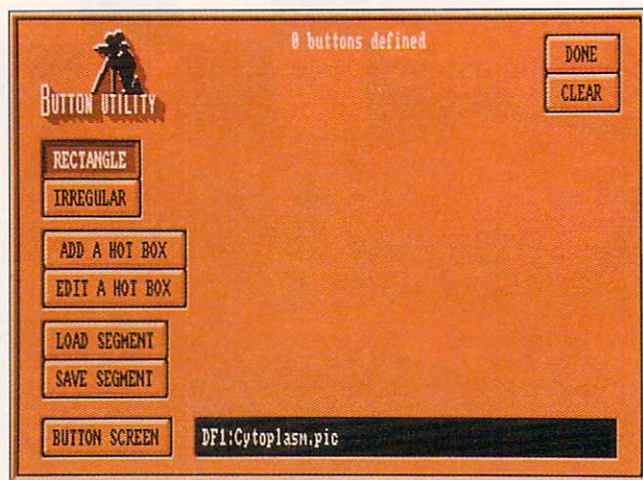 0 buttons defined
DONE
CLEAR
BUTTON UTILITY
RECTANGLE
IRREGULAR
ADD A HOT BOX
EDIT A HOT BOX
LOAD SEGMENT
SAVE SEGMENT
BUTTON SCREEN
DF1:Cytoplasm.pic